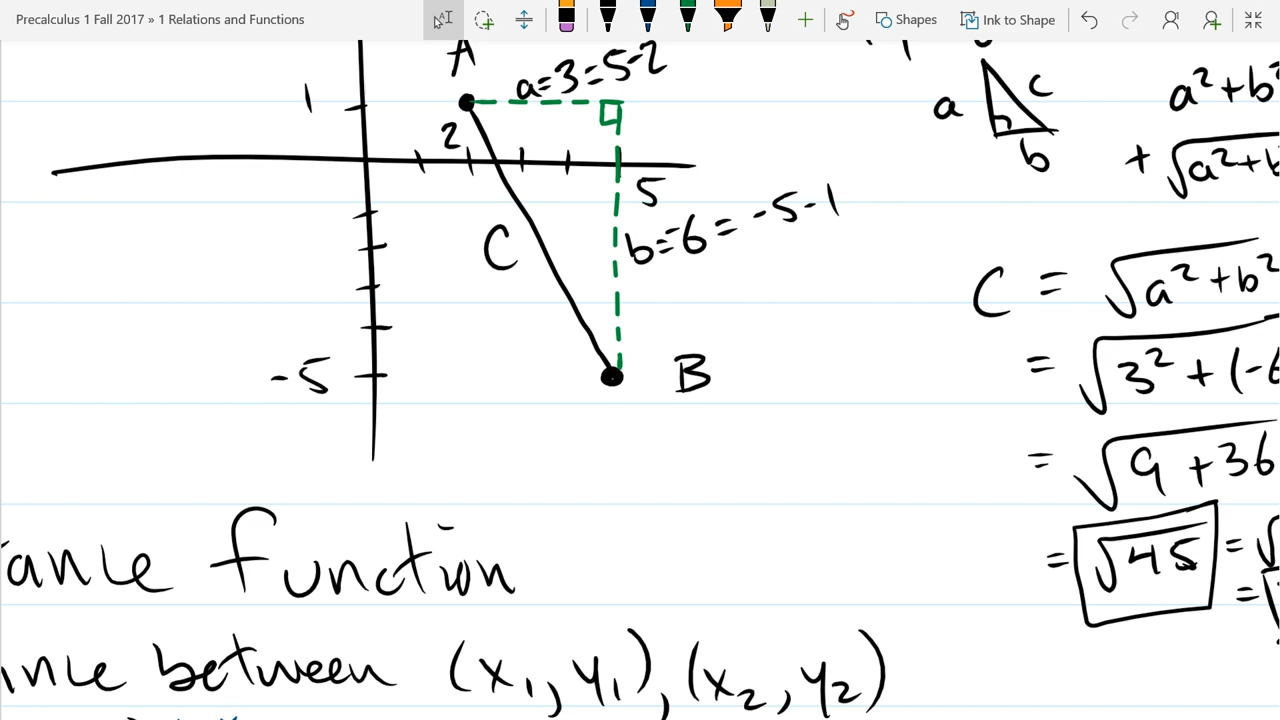 Precalculus 1 Fall 2017 » 1 Relations and Functions
Shapes
Ink to Shape
A
a=3=5-2
1
2
5
b=-6=-5-1
C
-5
B
a
c
b
a²+b²
+ √a²+b
C = √a²+b²
= √3²+(-6
= √9+36
= √45 = √
=
ance function
ance between (x₁,y₁),(x₂,y₂)